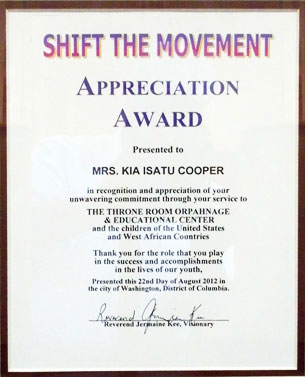 SHIFT THE MOVEMENT
APPRECIATION
AWARD
Presented to
MRS. KIA ISATU COOPER
in recognition and appreciation of your
unwavering commitment through your service to
THE THRONE ROOM ORPAHNAGE
& EDUCATIONAL CENTER
and the children of the United States
and West African Countries
Thank you for the role that you play
in the success and accomplishments
in the lives of our youth,
Presented this 22nd Day of August 2012 in
the city of Washington, District of Columbia.
Reverend Jermaine Kee
Reverend Jermaine Kee, Visionary